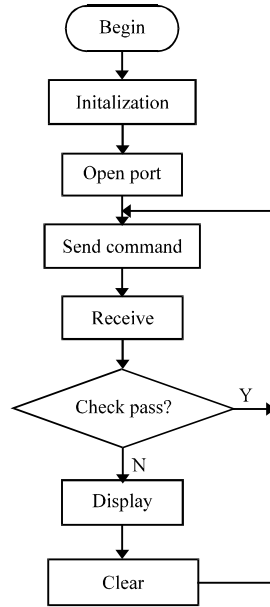 Begin
Initalization
Open port
Send command
Receive
Check pass?
Y
N
Display
Clear